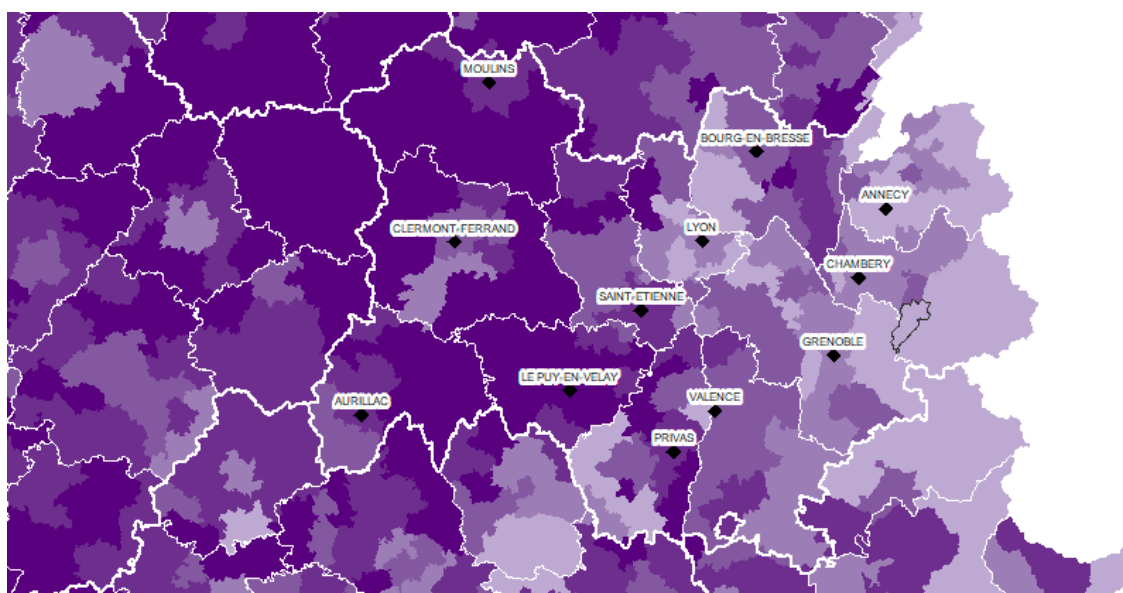 MOULINS
BOURG-EN-BRESSE
ANNECY
CLERMONT-FERRAND
LYON
CHAMBERY
SAINT-ETIENNE
GRENOBLE
LE PUY-EN-VELAY
AURILLAC
VALENCE
PRIVAS